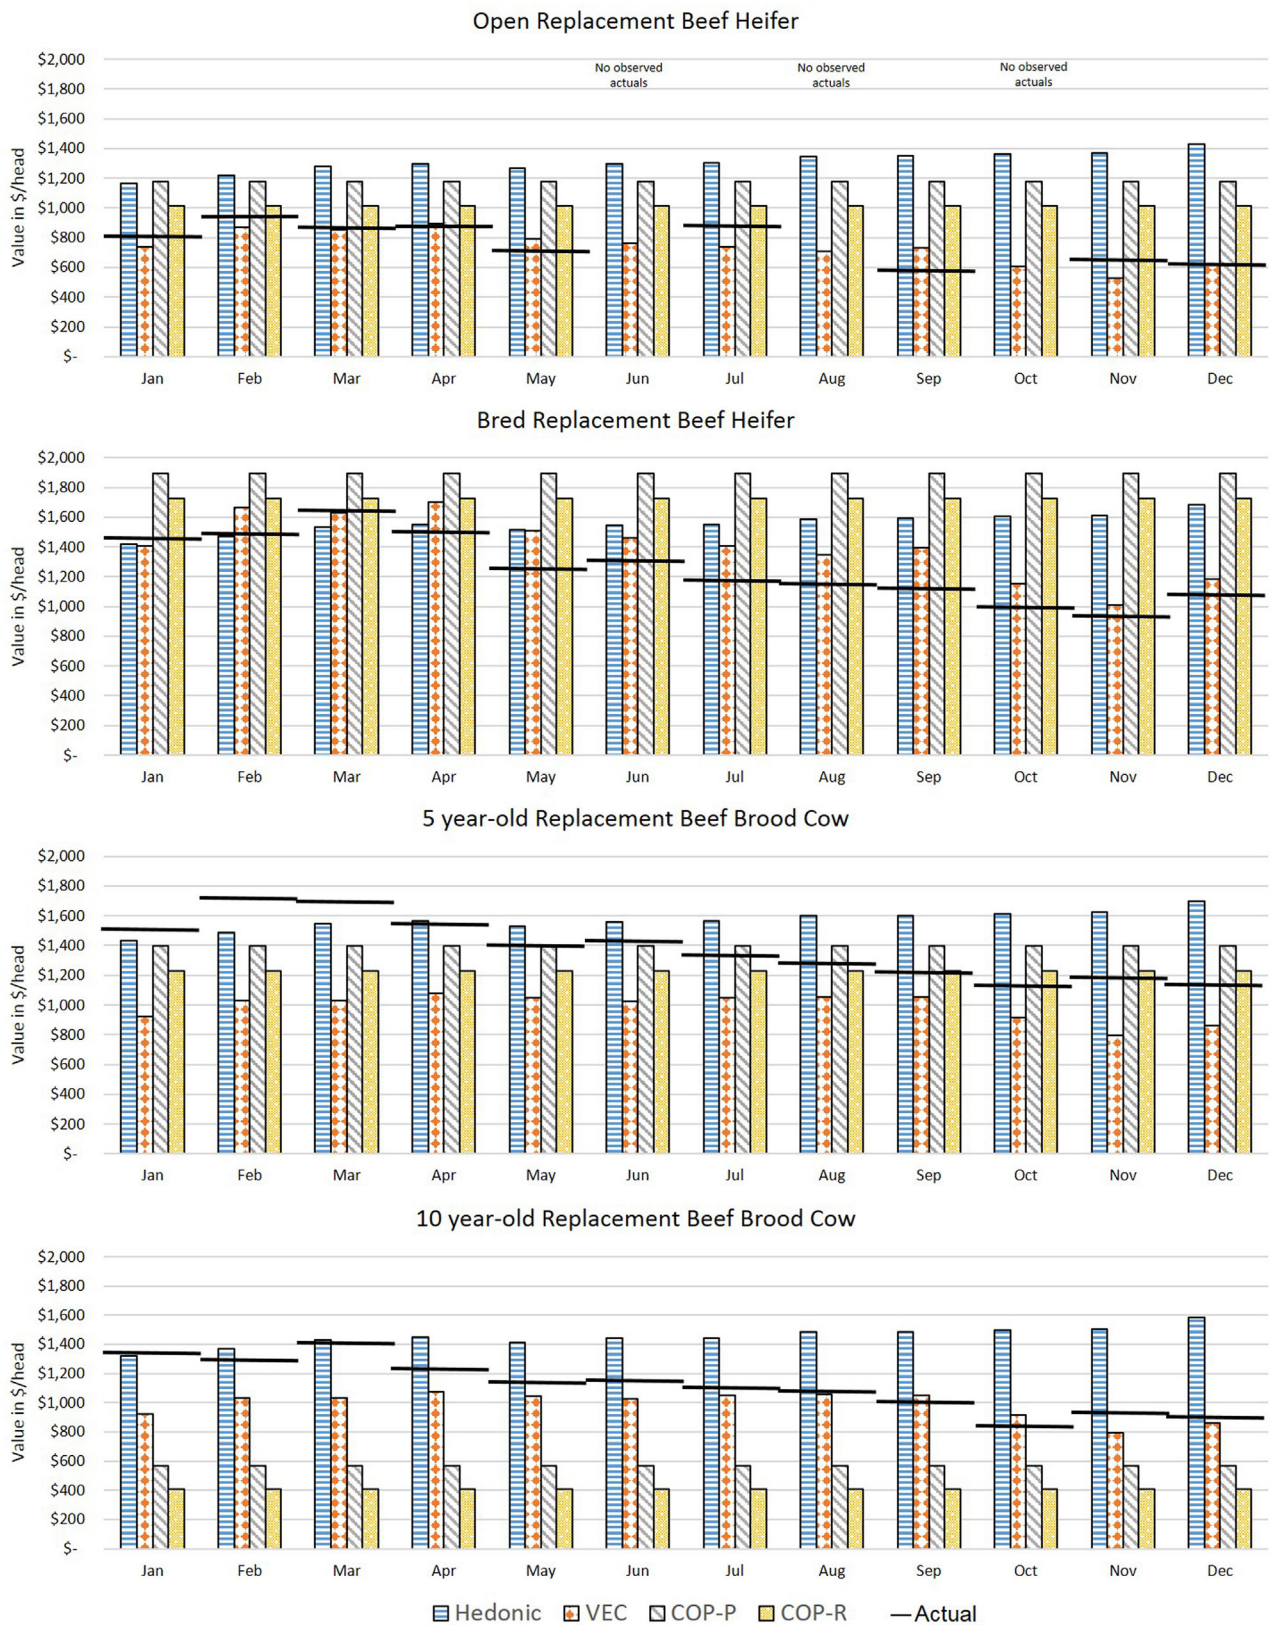 Open Replacement Beef Heifer
Value in $/head
$2,000
$1,800
$1,600
$1,400
$1,200
$1,000
$800
$600
$400
$200
$-
No observed
actuals
No observed
actuals
No observed
actuals
Jan Feb Mar Apr May Jun Jul Aug Sep Oct Nov Dec
Bred Replacement Beef Heifer
Value in $/head
$2,000
$1,800
$1,600
$1,400
$1,200
$1,000
$800
$600
$400
$200
$-
Jan Feb Mar Apr May Jun Jul Aug Sep Oct Nov Dec
5 year-old Replacement Beef Brood Cow
Value in $/head
$2,000
$1,800
$1,600
$1,400
$1,200
$1,000
$800
$600
$400
$200
$-
Jan Feb Mar Apr May Jun Jul Aug Sep Oct Nov Dec
10 year-old Replacement Beef Brood Cow
Value in $/head
$2,000
$1,800
$1,600
$1,400
$1,200
$1,000
$800
$600
$400
$200
$-
Jan Feb Mar Apr May Jun Jul Aug Sep Oct Nov Dec
Hedonic VEC COP-P COP-R Actual